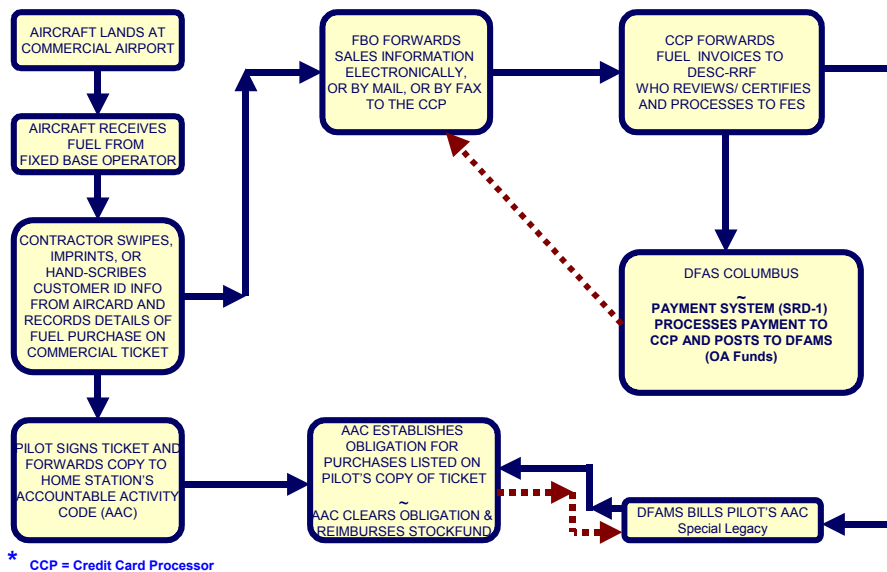 AIRCRAFT LANDS AT
COMMERCIAL AIRPORT
AIRCRAFT RECEIVES
FUEL FROM
FIXED BASE OPERATOR
CONTRACTOR SWIPES,
IMPRINTS, OR
HAND-SCRIBES
CUSTOMER ID INFO
FROM AIRCARD AND
RECORDS DETAILS OF
FUEL PURCHASE ON
COMMERCIAL TICKET
PILOT SIGNS TICKET AND
FORWARDS COPY TO
HOME STATION'S
ACCOUNTABLE ACTIVITY
CODE (AAC)
FBO FORWARDS
SALES INFORMATION
ELECTRONICALLY,
OR BY MAIL, OR BY FAX
TO THE CCP
CCP FORWARDS
FUEL INVOICES TO
DESC-RRF
WHO REVIEWS/ CERTIFIES
AND PROCESSES TO FES
DFAS COLUMBUS
~
PAYMENT SYSTEM (SRD-1)
PROCESSES PAYMENT TO
CCP AND POSTS TO DFAMS
(OA Funds)
AAC ESTABLISHES
OBLIGATION FOR
PURCHASES LISTED ON
PILOT'S COPY OF TICKET
~
AAC CLEARS OBLIGATION &
REIMBURSES STOCKFUND
DFAMS BILLS PILOT'S AAC
Special Legacy
* CCP = Credit Card Processor